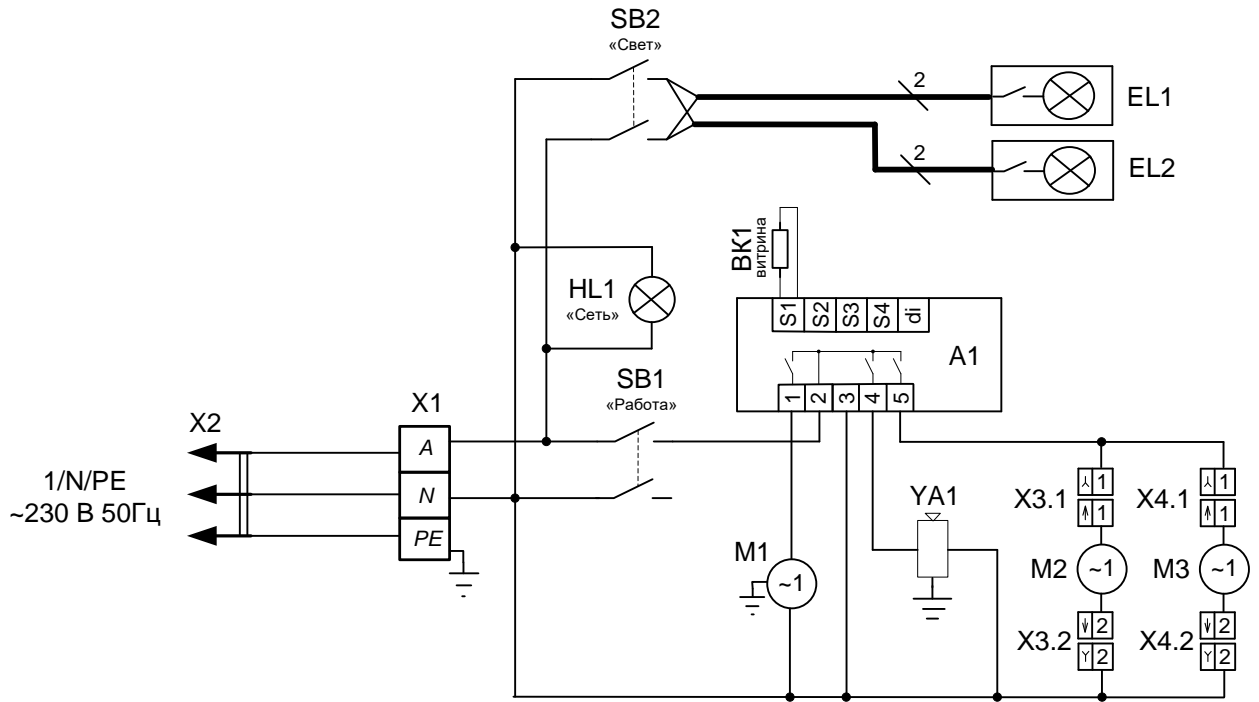 SB2
«Свет»
2
EL1
2
EL2
ВК1
витрина
HL1
«Сеть»
S1 S2 S3 S4 di
A1
SB1
«Работа»
1 2 3 4 5
X1
X2
A
N
PE
1/N/PE
~230 В 50Гц
YA1
X3.1
1
1
X4.1
1
1
M1
~1
M2
~1
M3
~1
X3.2
2
2
X4.2
2
2